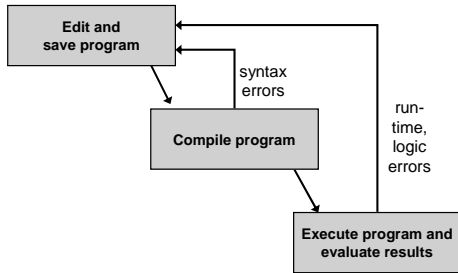 Edit and
save program
syntax
errors
Compile program
run-
time,
logic
errors
Execute program and
evaluate results